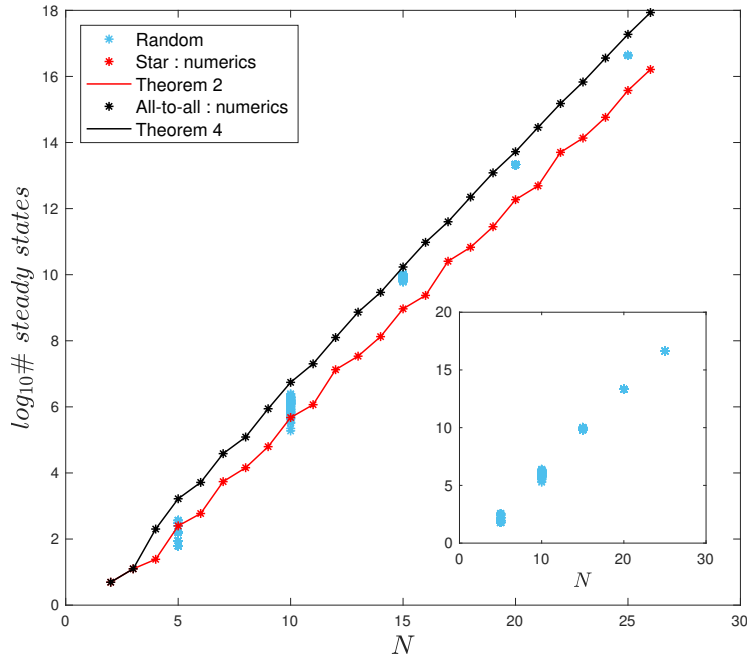 18
16
14
12
10
8
6
4
2
0
log10# steady states
Random
Star : numerics
Theorem 2
All-to-all : numerics
Theorem 4
20
15
10
5
0
0 10 20 30
N
0 5 10 15 20 25 30
N